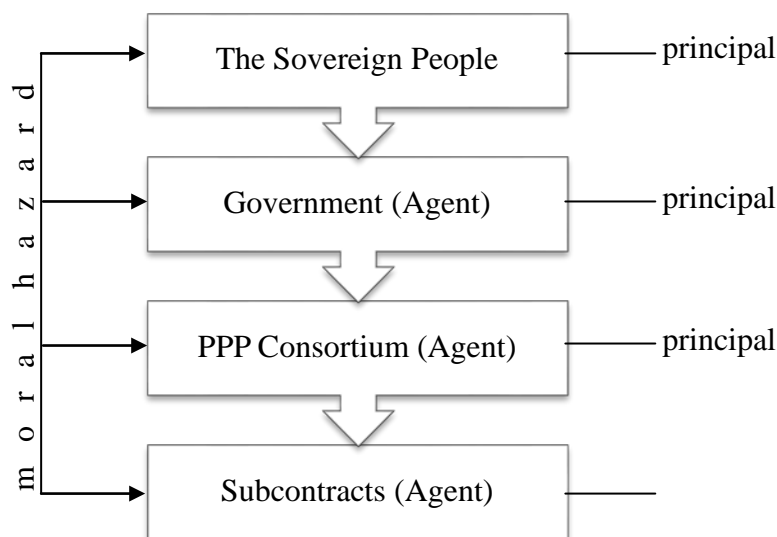 The Sovereign People
principal
Government (Agent)
principal
PPP Consortium (Agent)
principal
Subcontracts (Agent)
m o r a l h a z a r d